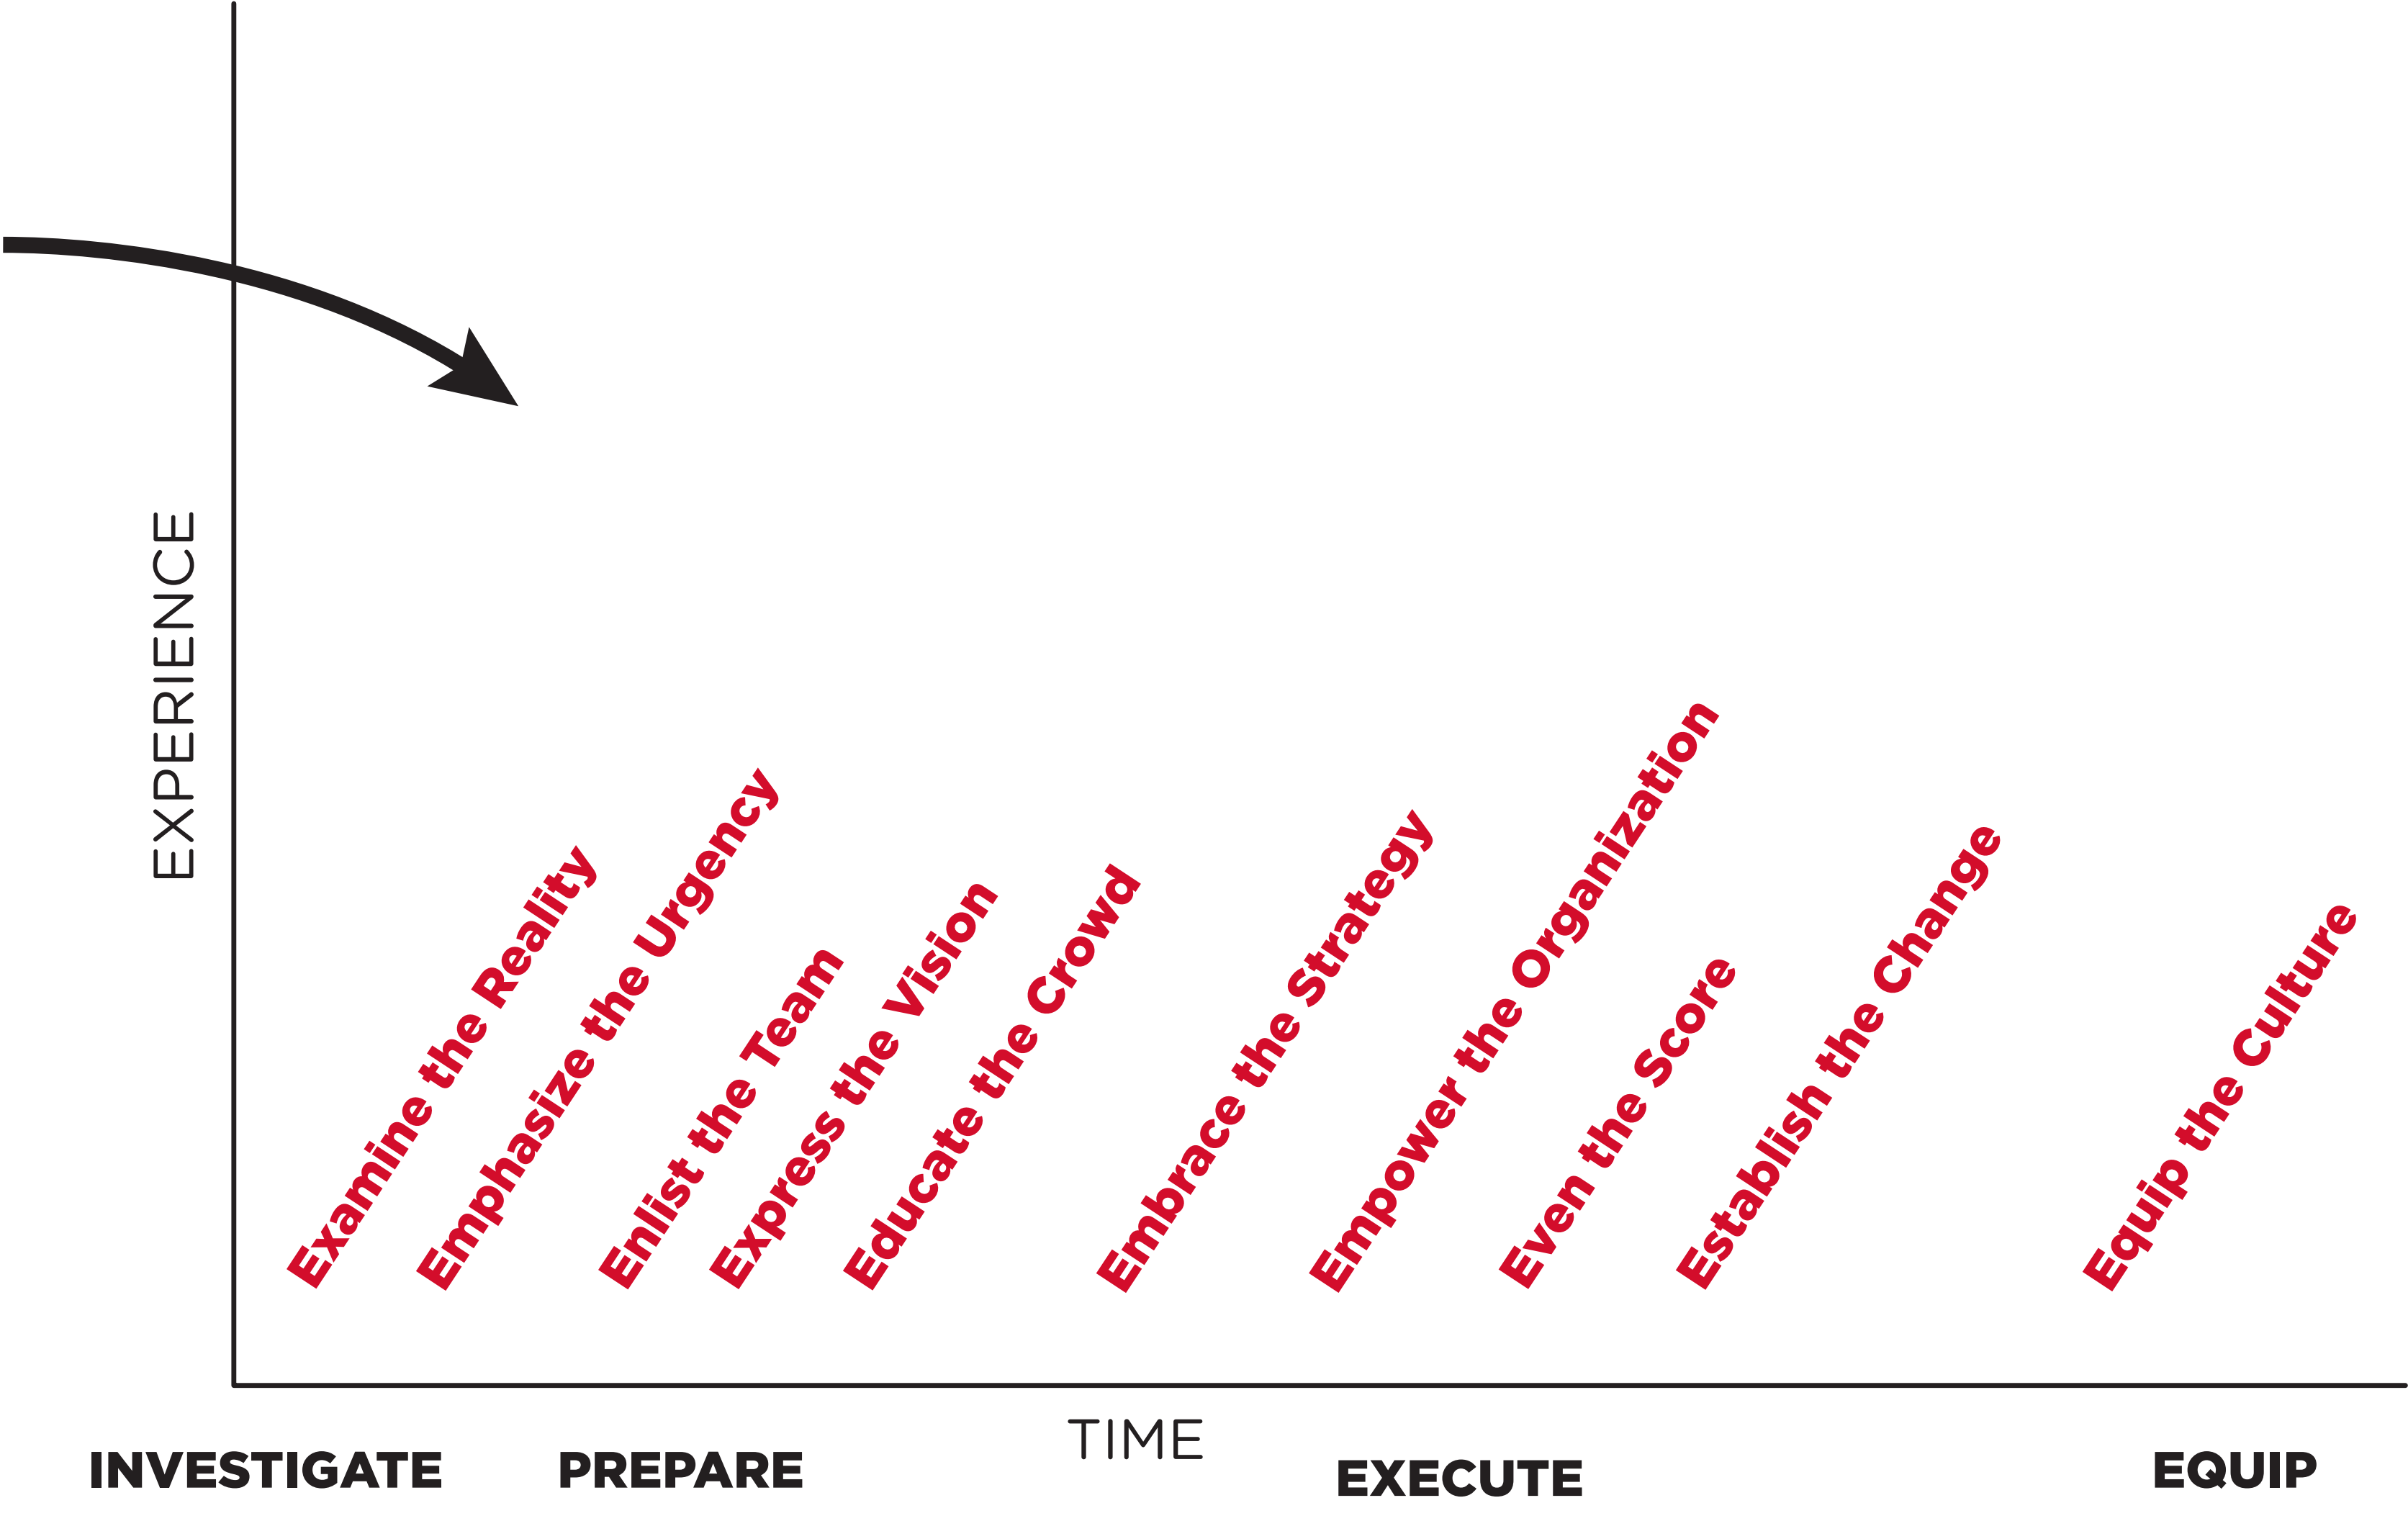 EXPERIENCE
Examine the Reality
Emphasize the Urgency
Enlist the Team
Express the Vision
Educate the Crowd
Embrace the Strategy
Empower the Organization
Even the Score
Establish the Change
Equip the Culture
TIME
INVESTIGATE
PREPARE
EXECUTE
EQUIP